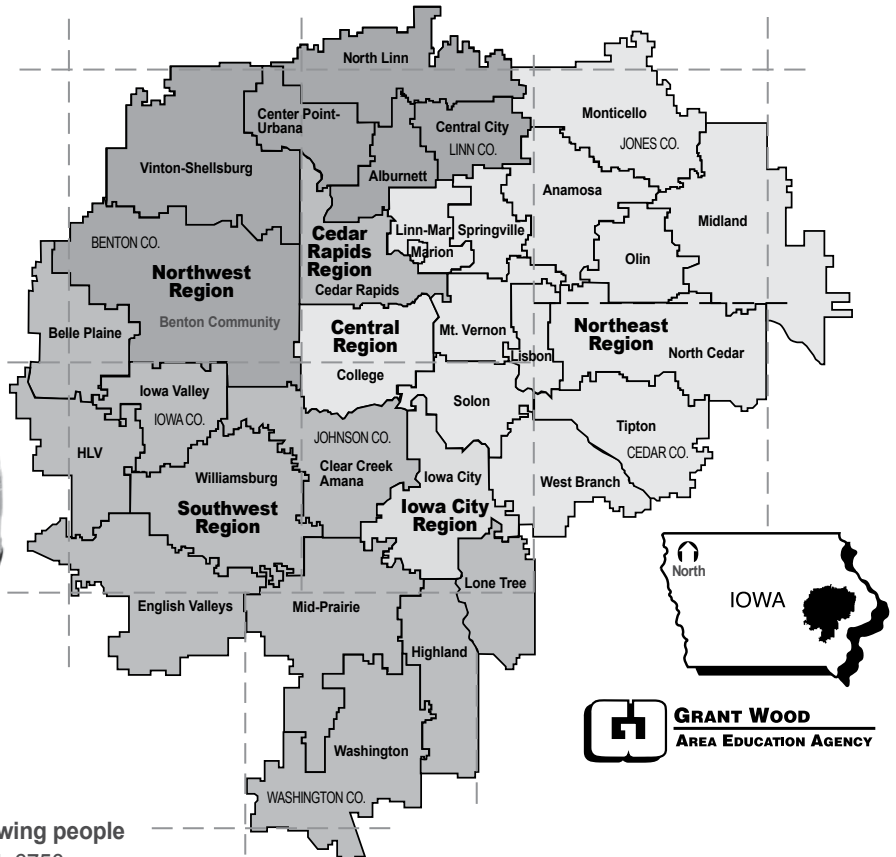 North Linn
Center Point-
Urbana
Central City
LINN CO.
Monticello
JONES CO.
Vinton-Shellsburg
Alburnett
Anamosa
Midland
Linn-Mar
Springville
Marion
Olin
BENTON CO.
Northwest
Region
Benton Community
Cedar
Rapids
Region
Cedar Rapids
Belle Plaine
Central
Region
College
Mt. Vernon
Lisbon
Northeast
Region
North Cedar
Iowa Valley
IOWA CO.
Solon
HLV
JOHNSON CO.
Clear Creek
Amana
Tipton
CEDAR CO.
Williamsburg
Southwest
Region
Iowa City
Iowa City
Region
West Branch
English Valleys
Mid-Prairie
Lone Tree
Highland
Washington
WASHINGTON CO.
North
IOWA
GRANT WOOD
AREA EDUCATION AGENCY
wing people